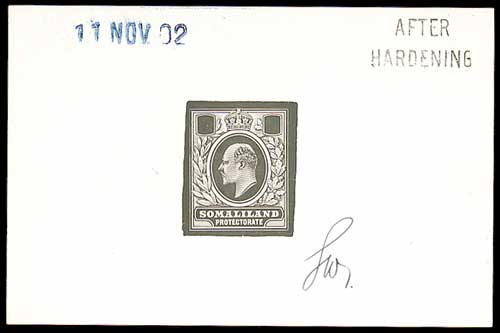 11 NOV. 02
AFTER
HARDENING
SOMALILAND
PROTECTORATE